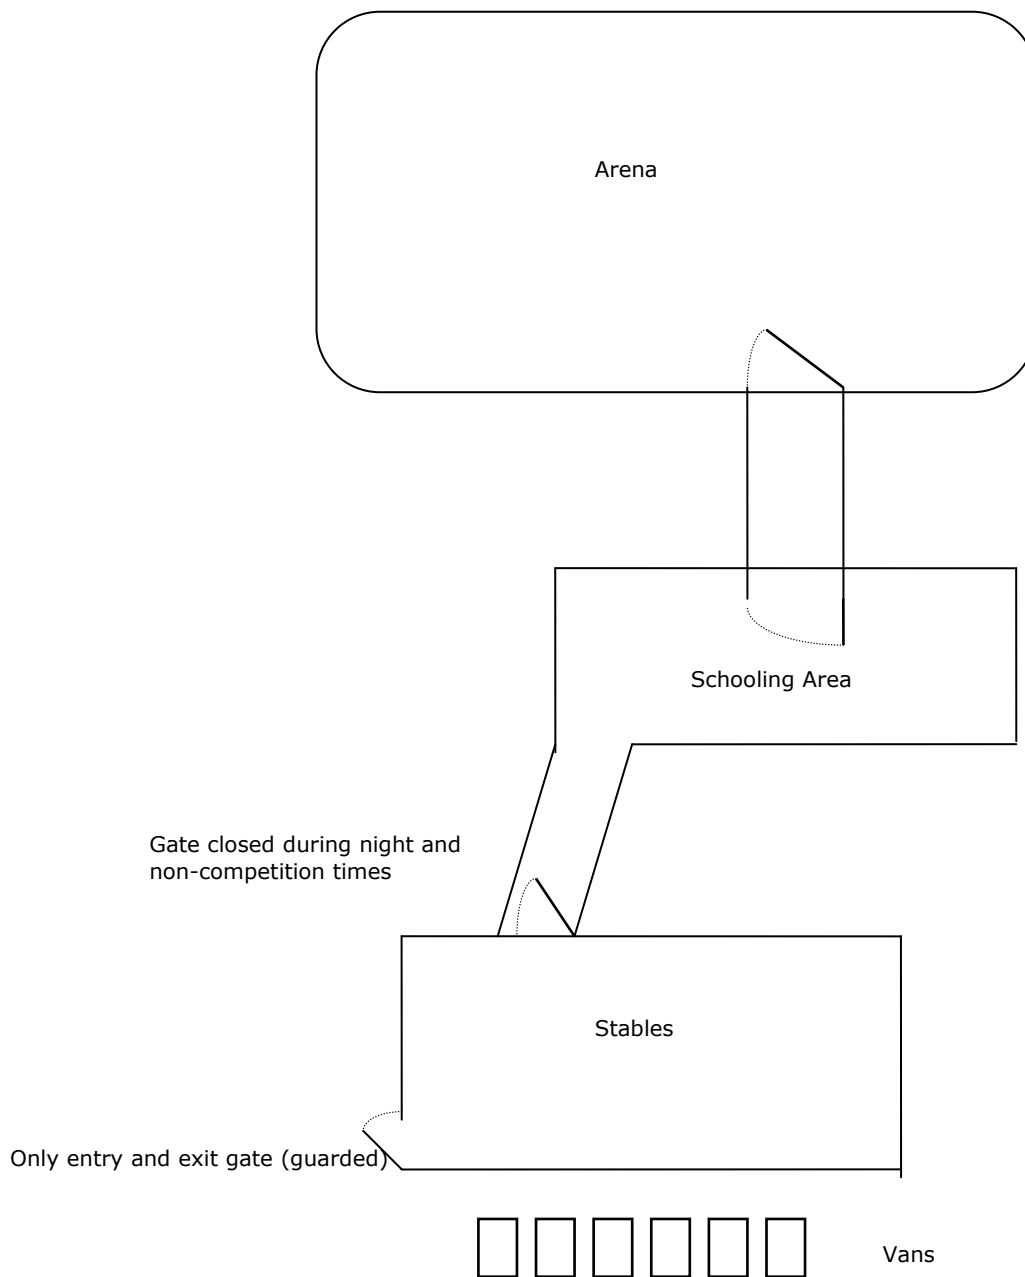 Arena
Schooling Area
Gate closed during night and
non-competition times
Stables
Only entry and exit gate (guarded)
Vans